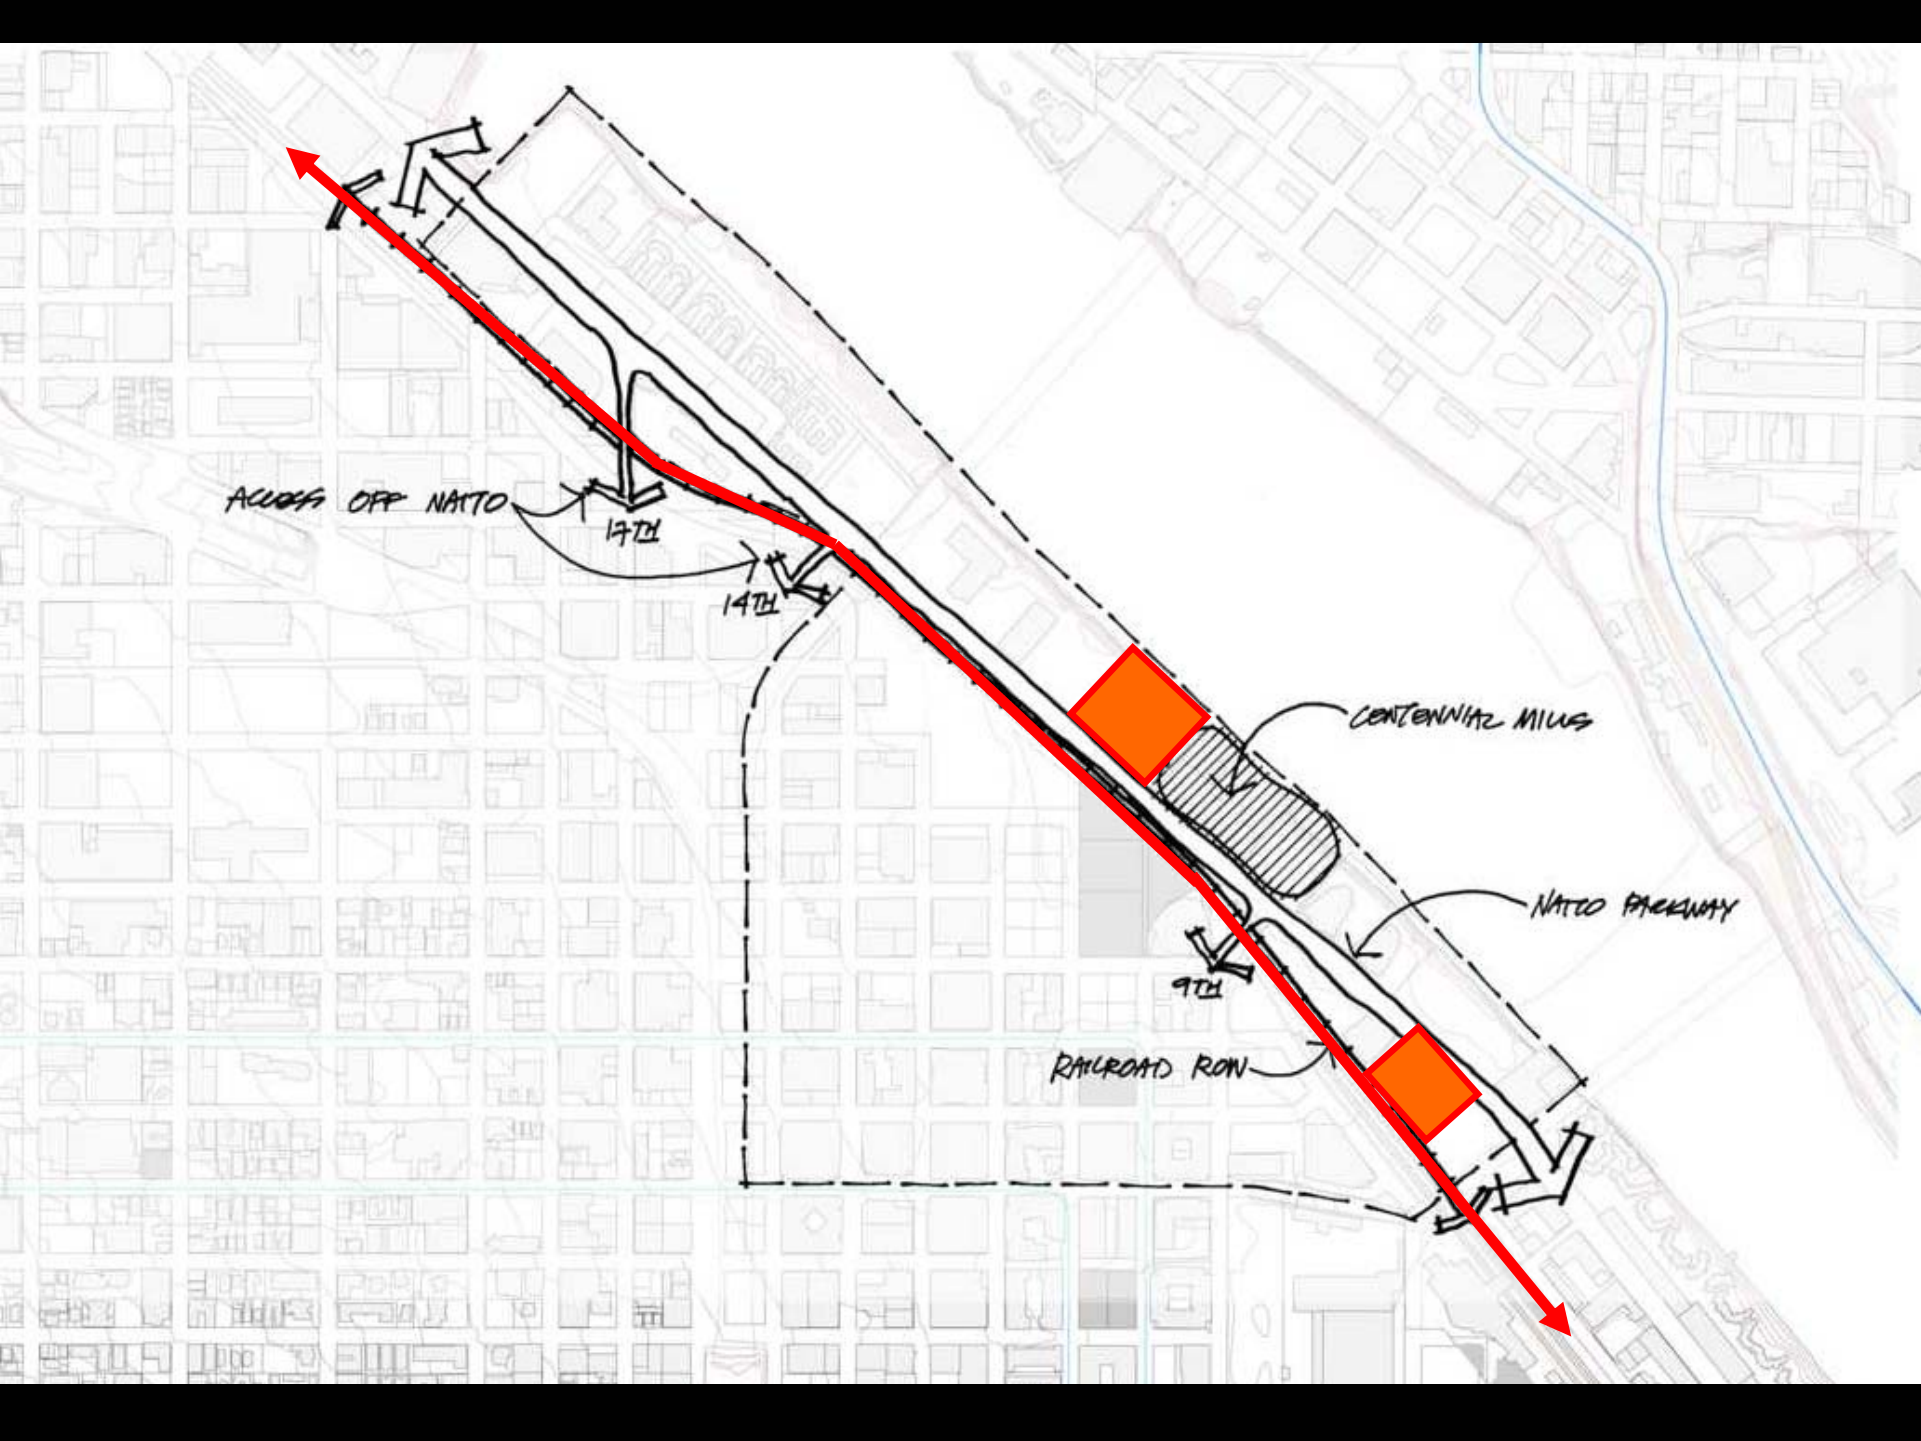 ACCESS OFF NAITO
17TH
14TH
CENTENNIAL MILLS
NAITO PARKWAY
9TH
RAILROAD ROW